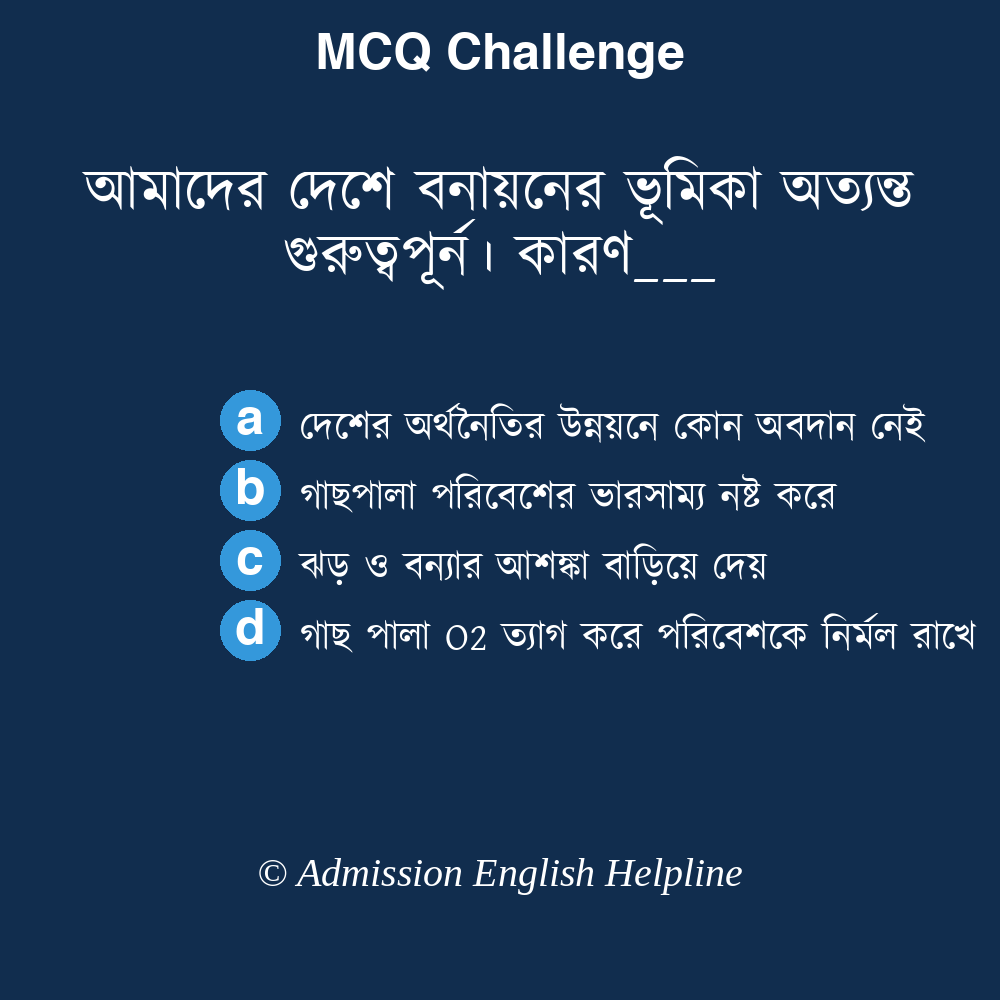 MCQ Challenge
আমাদের দেশে বনায়নের ভূমিকা অত্যন্ত
গুরুত্বপূর্ন। কারণ___
a দেশের অর্থনৈতির উন্নয়নে কোন অবদান নেই
b গাছপালা পরিবেশের ভারসাম্য নষ্ট করে
c ঝড় ও বন্যার আশঙ্কা বাড়িয়ে দেয়
d গাছ পালা O2 ত্যাগ করে পরিবেশকে নির্মল রাখে
© Admission English Helpline